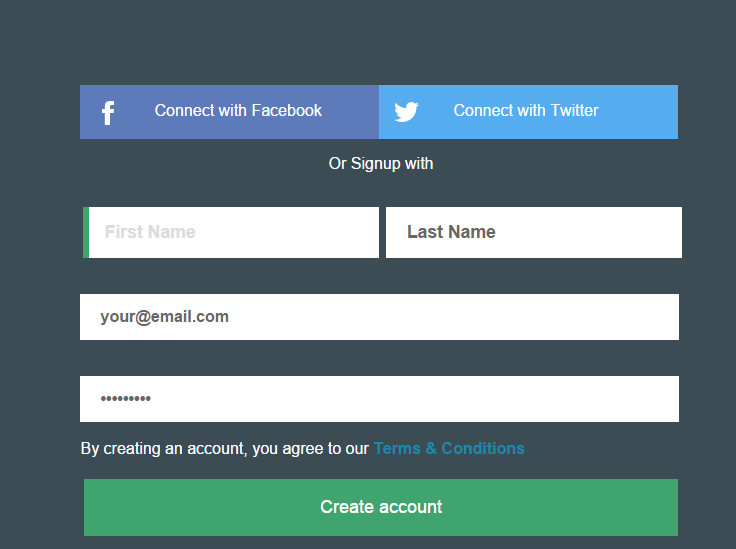 Connect with Facebook Connect with Twitter
Or Signup with
First Name Last Name
your@email.com
•••••••••
By creating an account, you agree to our Terms & Conditions
Create account